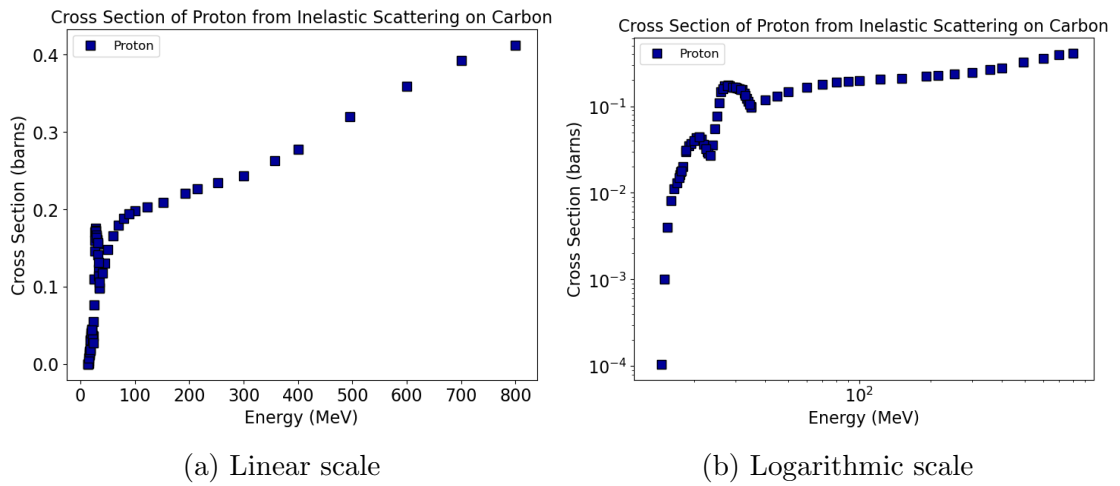 Cross Section of Proton from Inelastic Scattering on Carbon
Proton
Cross Section (barns)
0.4
0.3
0.2
0.1
0.0
0 100 200 300 400 500 600 700 800
Energy (MeV)
(a) Linear scale
Cross Section of Proton from Inelastic Scattering on Carbon
Proton
Cross Section (barns)
10⁻¹
10⁻²
10⁻³
10⁻⁴
10²
Energy (MeV)
(b) Logarithmic scale